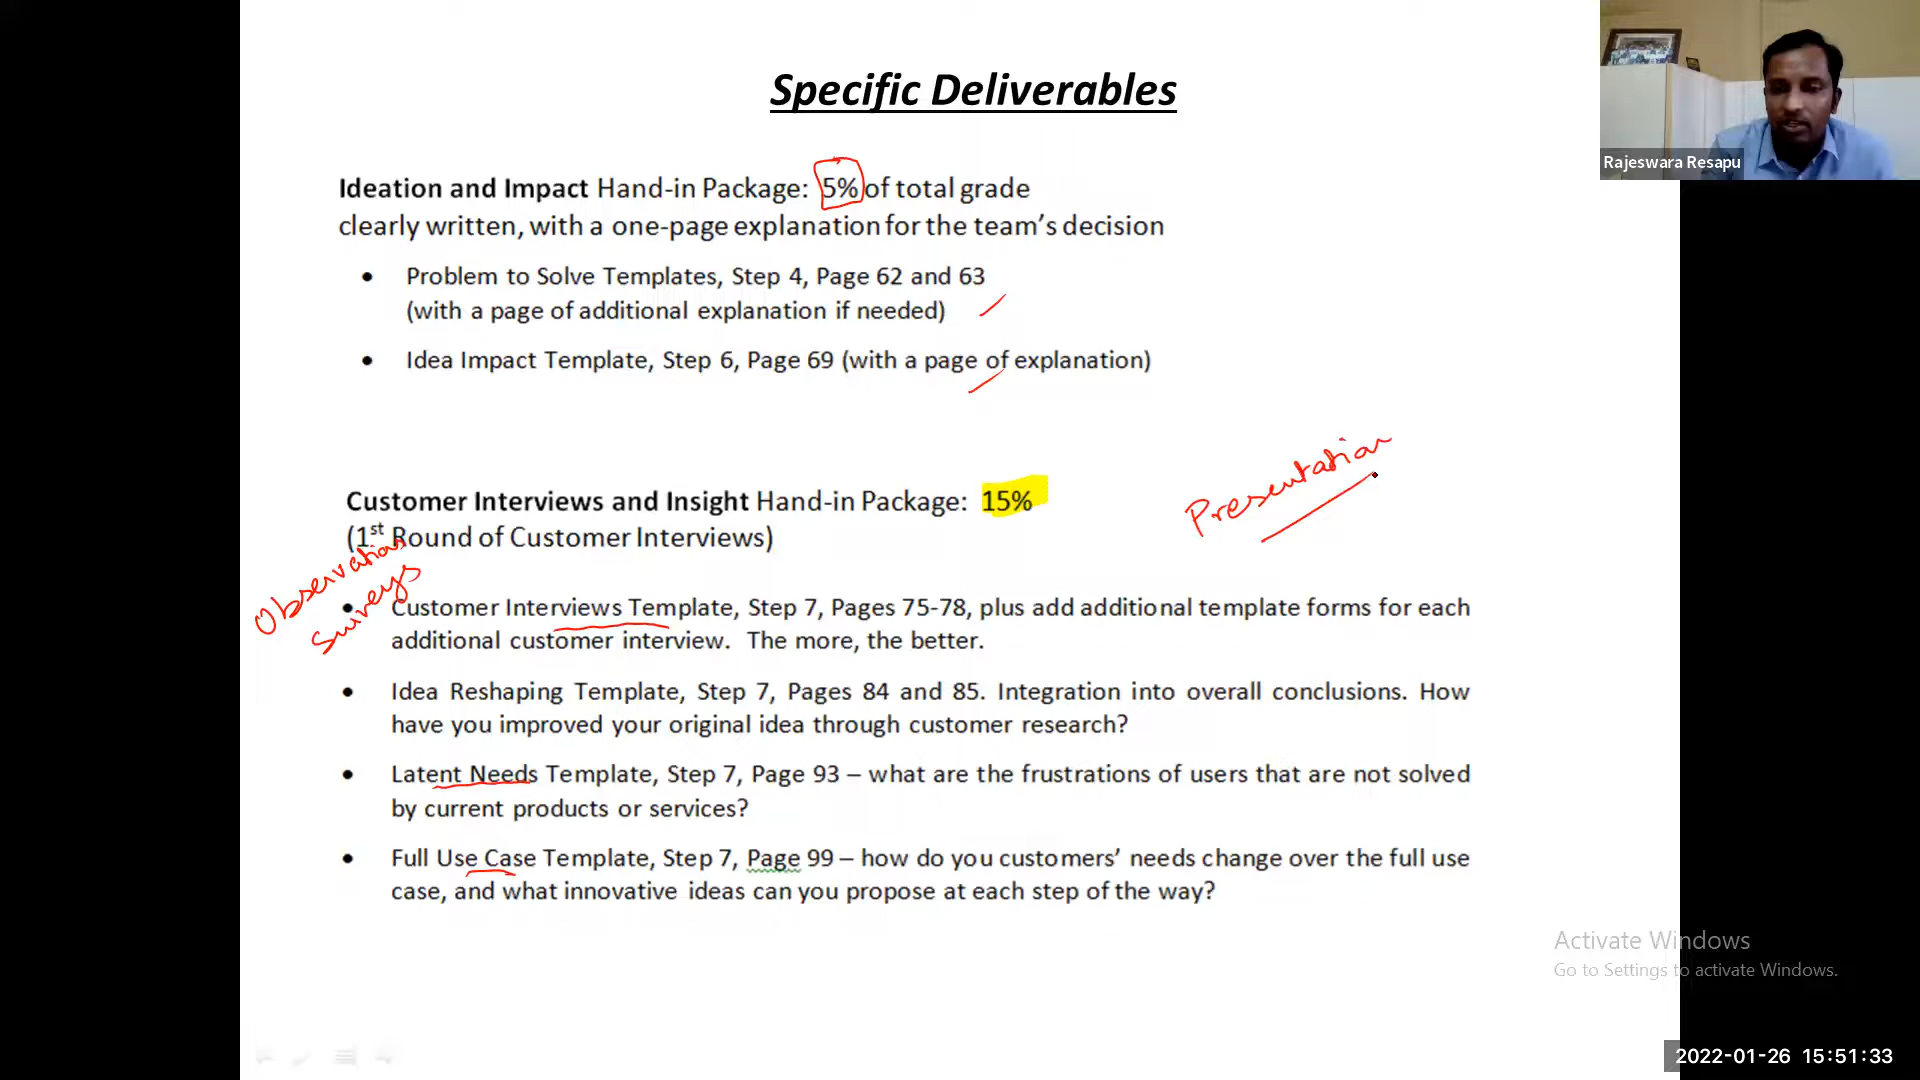 Specific Deliverables
Rajeswara Resapu
Ideation and Impact Hand-in Package: 5% of total grade
clearly written, with a one-page explanation for the team's decision
• Problem to Solve Templates, Step 4, Page 62 and 63
(with a page of additional explanation if needed)
• Idea Impact Template, Step 6, Page 69 (with a page of explanation)
Presentation
Customer Interviews and Insight Hand-in Package: 15%
(1st Round of Customer Interviews)
Observation
Surveys
• Customer Interviews Template, Step 7, Pages 75-78, plus add additional template forms for each
additional customer interview. The more, the better.
• Idea Reshaping Template, Step 7, Pages 84 and 85. Integration into overall conclusions. How
have you improved your original idea through customer research?
• Latent Needs Template, Step 7, Page 93 – what are the frustrations of users that are not solved
by current products or services?
• Full Use Case Template, Step 7, Page 99 – how do you customers' needs change over the full use
case, and what innovative ideas can you propose at each step of the way?
Activate Windows
Go to Settings to activate Windows.
2022-01-26 15:51:33